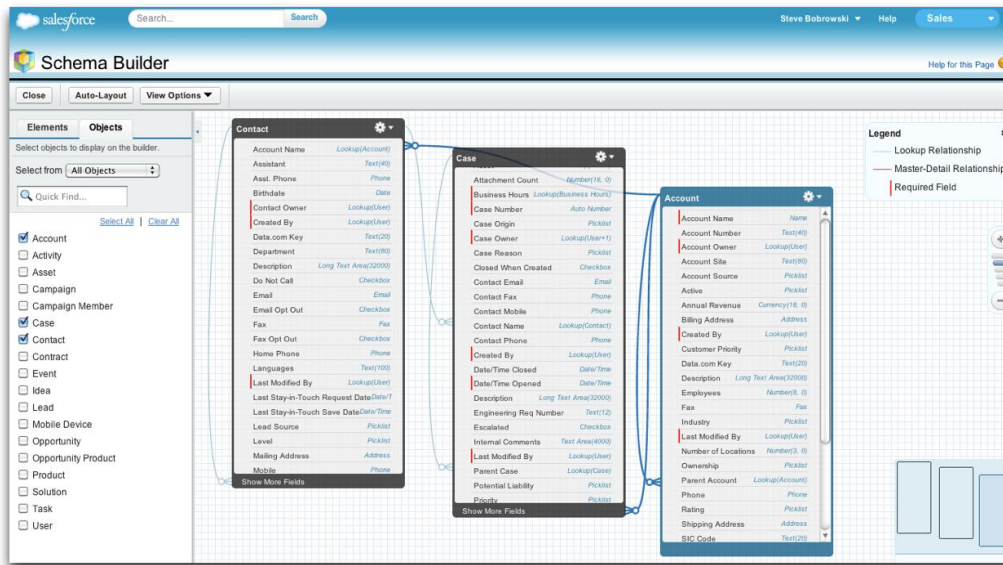 salesforce
Search...
Search
Steve Bobrowski
Help
Sales
Schema Builder
Help for this Page
Close
Auto-Layout
View Options
Elements
Objects
Select objects to display on the builder.
Select from
All Objects
Quick Find...
Select All | Clear All
Account
Activity
Asset
Campaign
Campaign Member
Case
Contact
Contract
Event
Idea
Lead
Mobile Device
Opportunity
Opportunity Product
Product
Solution
Task
User
Contact
Account Name Lookup(Account)
Assistant Text(40)
Asst. Phone Phone
Birthdate Date
Contact Owner Lookup(User)
Created By Lookup(User)
Data.com Key Text(20)
Department Text(80)
Description Long Text Area(32000)
Do Not Call Checkbox
Email Email
Email Opt Out Checkbox
Fax Fax
Fax Opt Out Checkbox
Home Phone Phone
Languages Text(100)
Last Modified By Lookup(User)
Last Stay-in-Touch Request Date Date/T
Last Stay-in-Touch Save Date Date/Time
Lead Source Picklist
Level Picklist
Mailing Address Address
Mobile Phone
Show More Fields
Case
Attachment Count Number(18, 0)
Business Hours Lookup(Business Hours)
Case Number Auto Number
Case Origin Picklist
Case Owner Lookup(User+1)
Case Reason Picklist
Closed When Created Checkbox
Contact Email Email
Contact Fax Phone
Contact Mobile Phone
Contact Name Lookup(Contact)
Contact Phone Phone
Created By Lookup(User)
Date/Time Closed Date/Time
Date/Time Opened Date/Time
Description Long Text Area(32000)
Engineering Req Number Text(12)
Escalated Checkbox
Internal Comments Text Area(4000)
Last Modified By Lookup(User)
Parent Case Lookup(Case)
Potential Liability Picklist
Priority Picklist
Show More Fields
Account
Account Name Name
Account Number Text(40)
Account Owner Lookup(User)
Account Site Text(80)
Account Source Picklist
Active Picklist
Annual Revenue Currency(18, 0)
Billing Address Address
Created By Lookup(User)
Customer Priority Picklist
Data.com Key Text(20)
Description Long Text Area(32000)
Employees Number(8, 0)
Fax Fax
Industry Picklist
Last Modified By Lookup(User)
Number of Locations Number(3, 0)
Ownership Picklist
Parent Account Lookup(Account)
Phone Phone
Rating Picklist
Shipping Address Address
SIC Code Text(20)
Legend
Lookup Relationship
Master-Detail Relationship
Required Field